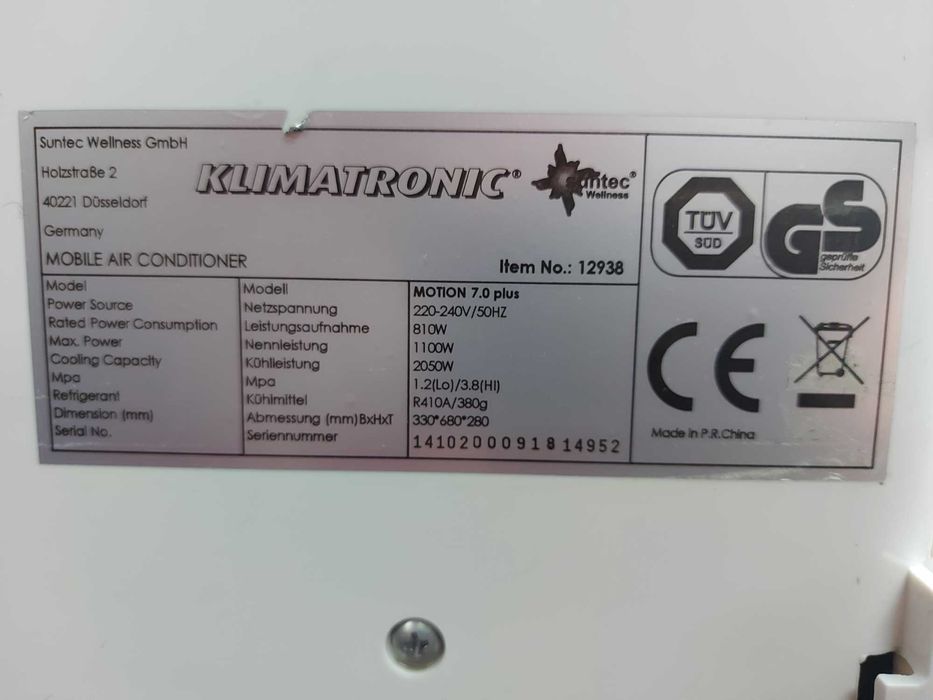 Suntec Wellness GmbH
Holzstraße 2
40221 Düsseldorf
Germany
MOBILE AIR CONDITIONER
KLIMATRONIC®
suntec®
Wellness
Item No.: 12938
Model Modell MOTION 7.0 plus
Power Source Netzspannung 220-240V/50HZ
Rated Power Consumption Leistungsaufnahme 810W
Max. Power Nennleistung 1100W
Cooling Capacity Kühlleistung 2050W
Mpa Mpa 1.2(Lo)/3.8(HI)
Refrigerant Kühlmittel R410A/380g
Dimension (mm) Abmessung (mm)BxHxT 330*680*280
Serial No. Seriennummer 1410200091814952
TÜV
SÜD
GS
geprüfte
Sicherheit
CE
Made in P.R.China